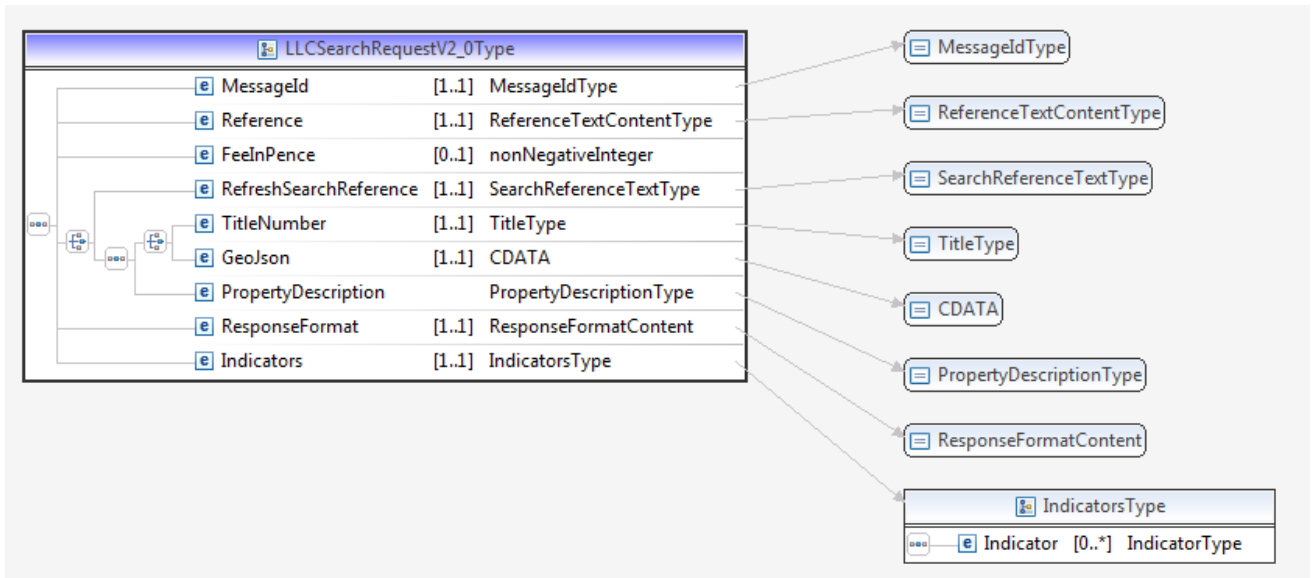 LLCSearchRequestV2_0Type
e MessageId [1..1] MessageIdType
e Reference [1..1] ReferenceTextContentType
e FeeInPence [0..1] nonNegativeInteger
e RefreshSearchReference [1..1] SearchReferenceTextType
e TitleNumber [1..1] TitleType
e GeoJson [1..1] CDATA
e PropertyDescription PropertyDescriptionType
e ResponseFormat [1..1] ResponseFormatContent
e Indicators [1..1] IndicatorsType
MessageIdType
ReferenceTextContentType
SearchReferenceTextType
TitleType
CDATA
PropertyDescriptionType
ResponseFormatContent
IndicatorsType
e Indicator [0..*] IndicatorType